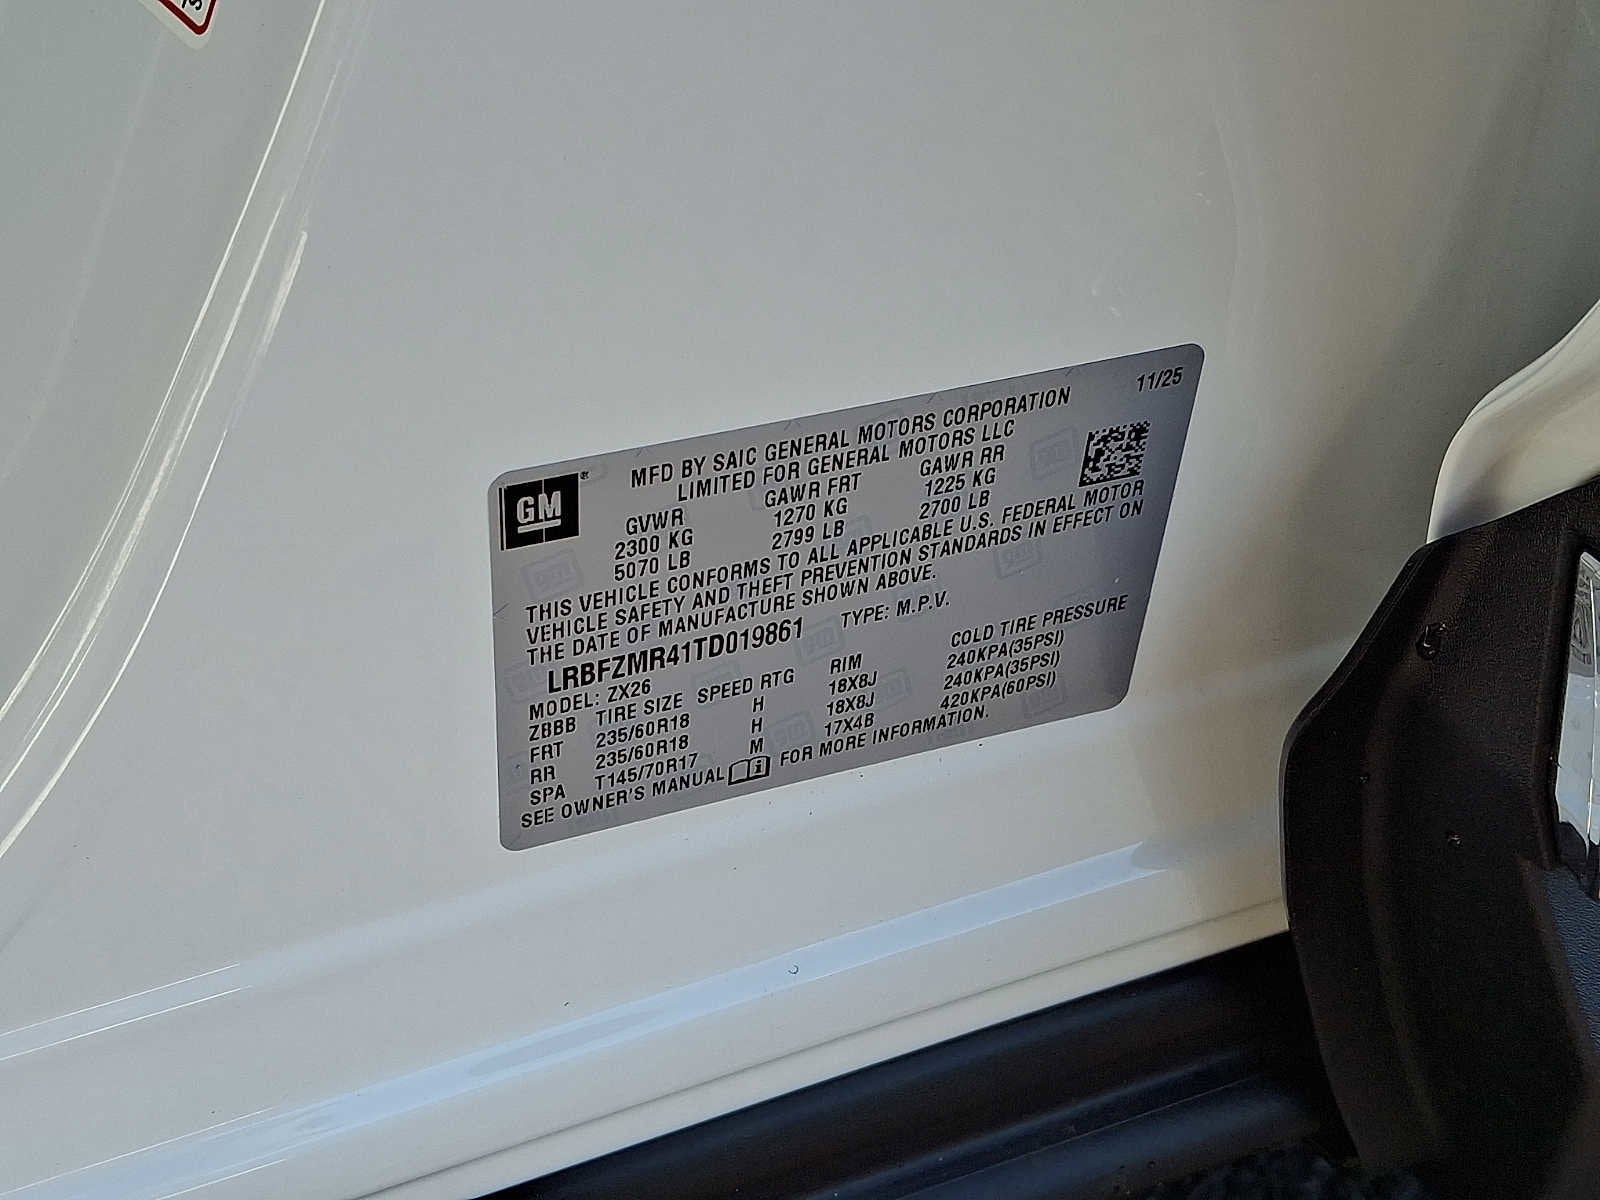 11/25
MFD BY SAIC GENERAL MOTORS CORPORATION
LIMITED FOR GENERAL MOTORS LLC
GM
GVWR GAWR FRT GAWR RR
2300 KG 1270 KG 1225 KG
5070 LB 2799 LB 2700 LB
THIS VEHICLE CONFORMS TO ALL APPLICABLE U.S. FEDERAL MOTOR
VEHICLE SAFETY AND THEFT PREVENTION STANDARDS IN EFFECT ON
THE DATE OF MANUFACTURE SHOWN ABOVE.
LRBFZMR41TD019861 TYPE: M.P.V.
MODEL: ZX26
ZBBB TIRE SIZE SPEED RTG RIM COLD TIRE PRESSURE
FRT 235/60R18 H 18X8J 240KPA(35PSI)
RR 235/60R18 H 18X8J 240KPA(35PSI)
SPA T145/70R17 M 17X4B 420KPA(60PSI)
SEE OWNER'S MANUAL FOR MORE INFORMATION.